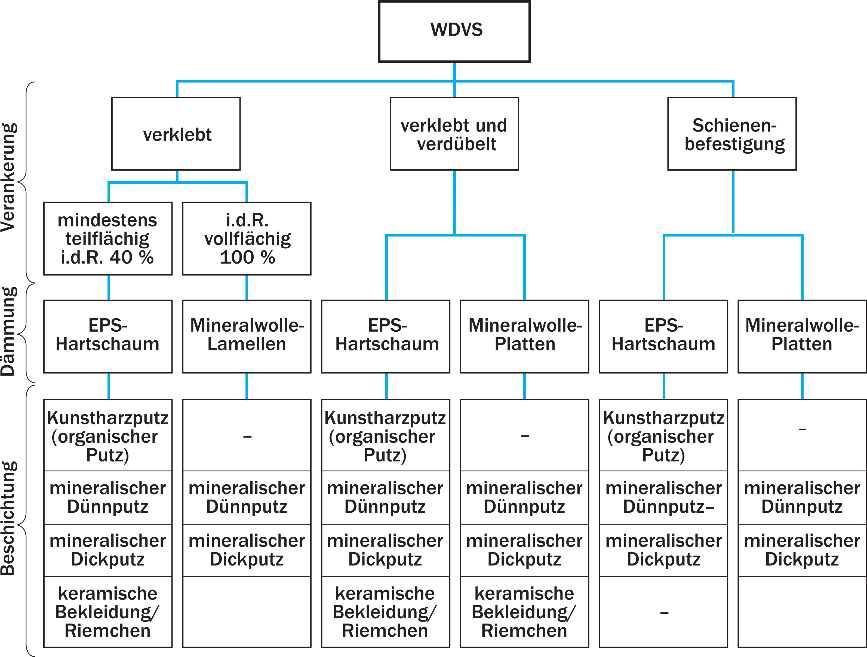 WDVS
Verankerung
verklebt
verklebt und
verdübelt
Schienen-
befestigung
mindestens
teilflächig
i.d.R. 40 %
i.d.R.
vollflächig
100 %
Dämmung
EPS-
Hartschaum
Mineralwolle-
Lamellen
EPS-
Hartschaum
Mineralwolle-
Platten
EPS-
Hartschaum
Mineralwolle-
Platten
Beschichtung
Kunstharzputz
(organischer
Putz)
–
Kunstharzputz
(organischer
Putz)
–
Kunstharzputz
(organischer
Putz)
–
mineralischer
Dünnputz
mineralischer
Dünnputz
mineralischer
Dünnputz
mineralischer
Dünnputz
mineralischer
Dünnputz–
mineralischer
Dünnputz
mineralischer
Dickputz
mineralischer
Dickputz
mineralischer
Dickputz
mineralischer
Dickputz
mineralischer
Dickputz
mineralischer
Dickputz
keramische
Bekleidung/
Riemchen
keramische
Bekleidung/
Riemchen
keramische
Bekleidung/
Riemchen
–